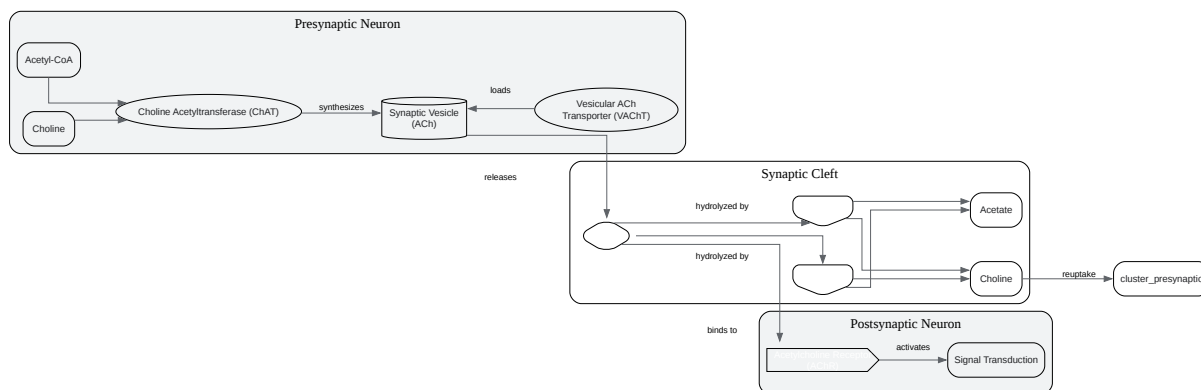 Presynaptic Neuron
Acetyl-CoA
Choline
Choline Acetyltransferase (ChAT)
synthesizes
Synaptic Vesicle
(ACh)
loads
Vesicular ACh
Transporter (VAChT)
releases
Synaptic Cleft
hydrolyzed by
hydrolyzed by
Acetate
Choline
reuptake
cluster_presynaptic
binds to
Postsynaptic Neuron
activates
Signal Transduction